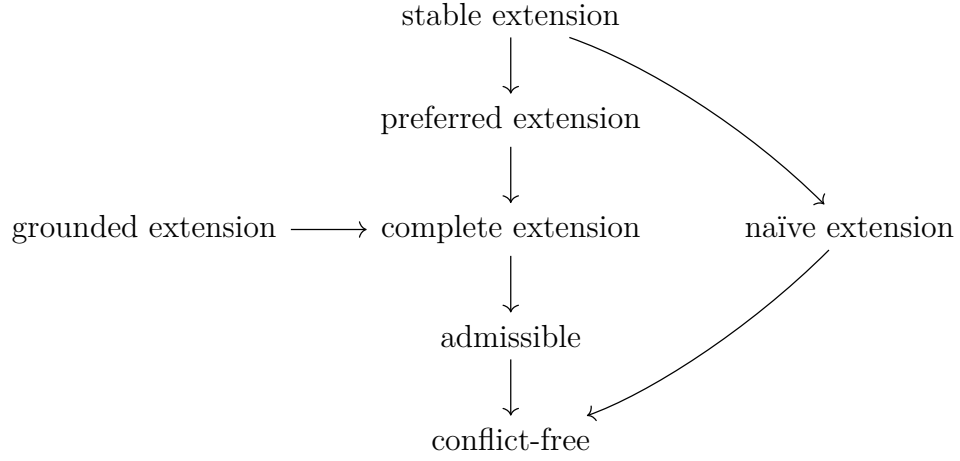 stable extension
preferred extension
grounded extension
complete extension
naïve extension
admissible
conflict-free